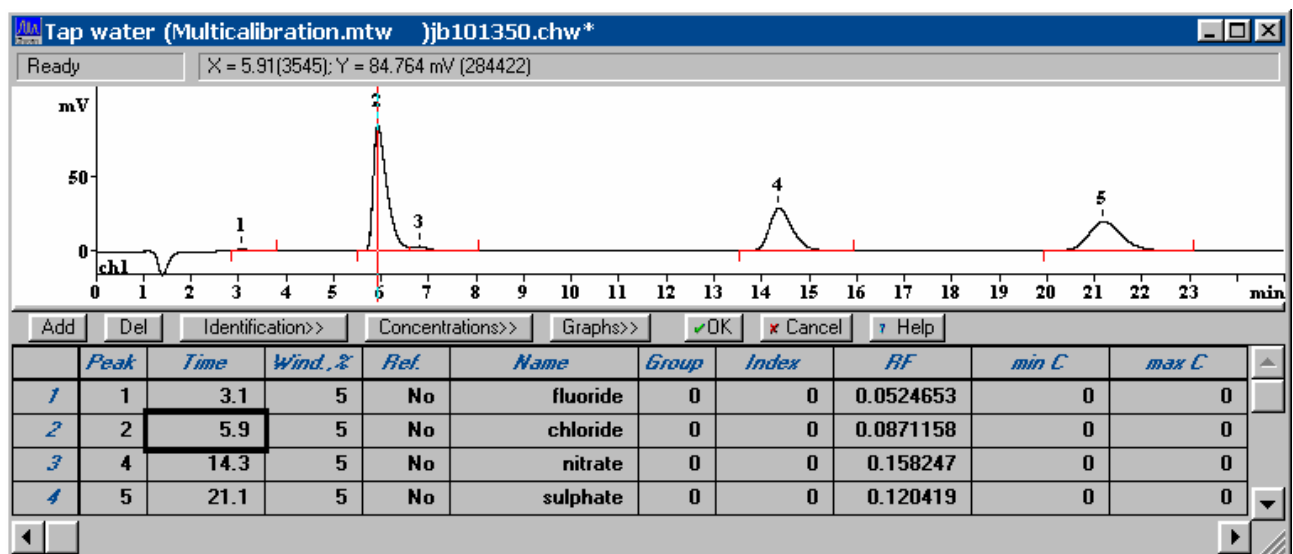 Tap water (Multicalibration.mtw )jb101350.chw*
Ready X = 5.91(3545); Y = 84.764 mV (284422)
mV
50
0
ch1
1
2
3
4
5
0 1 2 3 4 5 6 7 8 9 10 11 12 13 14 15 16 17 18 19 20 21 22 23 min
Add Del Identification>> Concentrations>> Graphs>> OK Cancel ? Help
Peak Time Wind.,% Ref. Name Group Index RF min C max C
1 1 3.1 5 No fluoride 0 0 0.0524653 0 0
2 2 5.9 5 No chloride 0 0 0.0871158 0 0
3 4 14.3 5 No nitrate 0 0 0.158247 0 0
4 5 21.1 5 No sulphate 0 0 0.120419 0 0